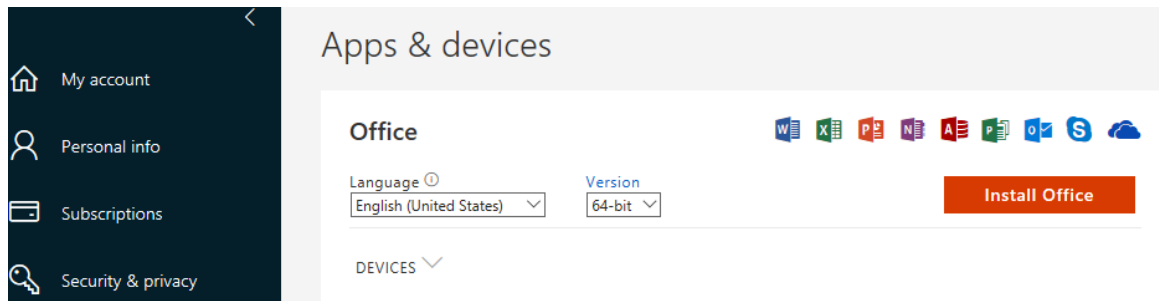 My account
Personal info
Subscriptions
Security & privacy
Apps & devices
Office
W X P N A P O S
Language
Version
English (United States)
64-bit
Install Office
DEVICES